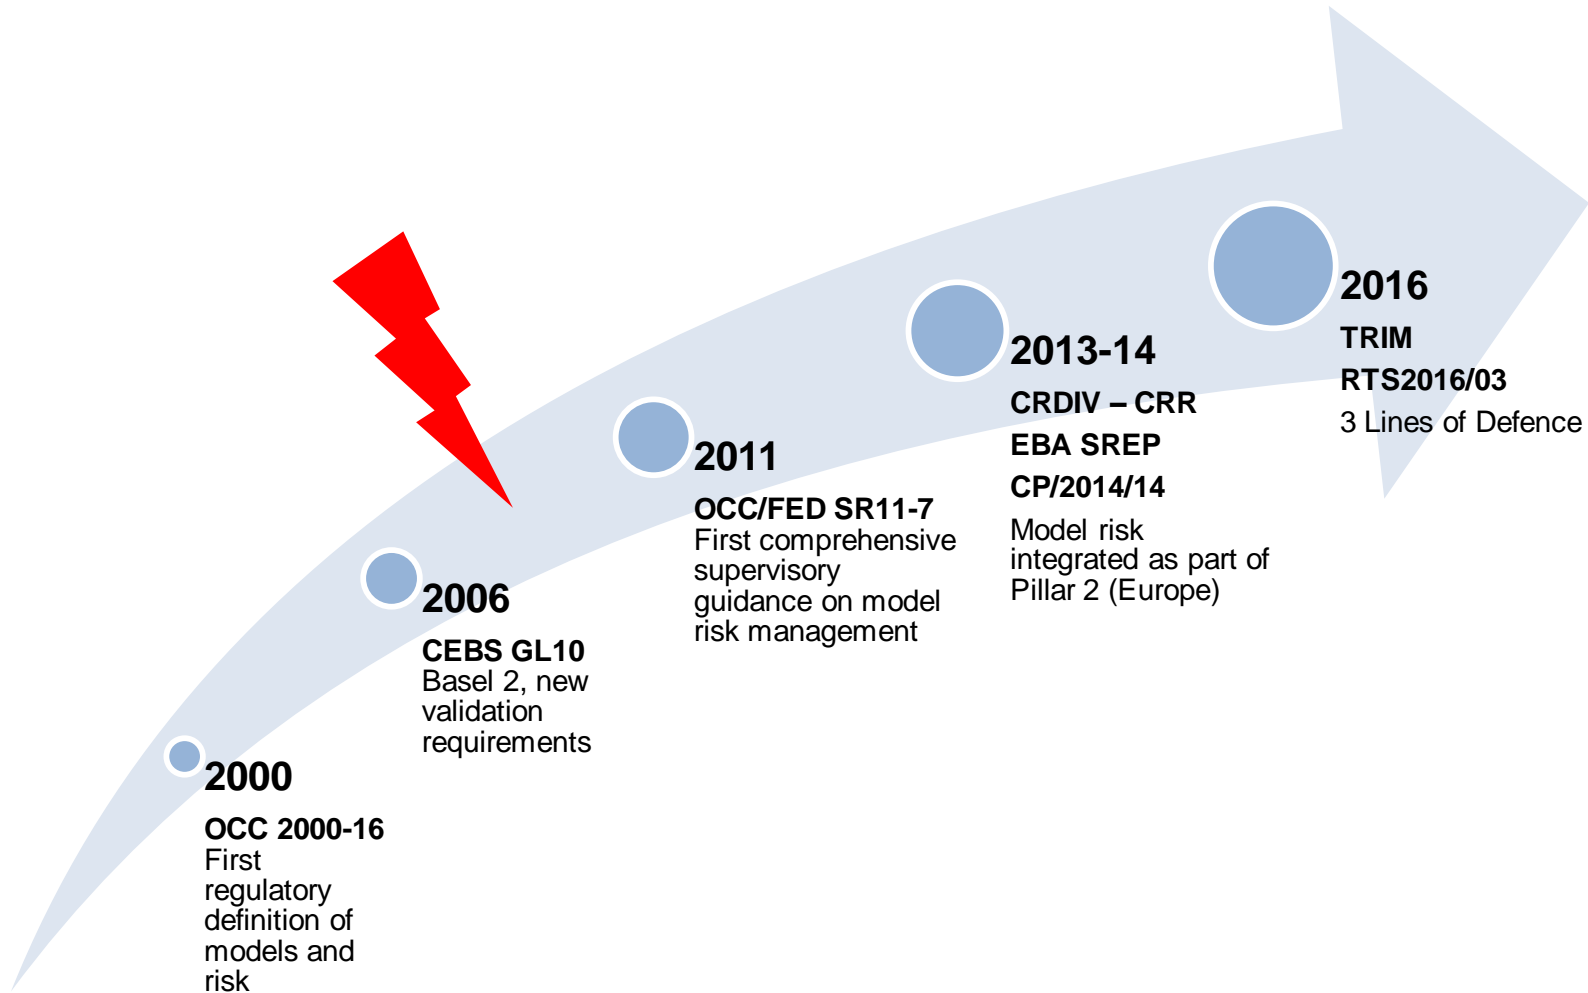 2000
OCC 2000-16
First
regulatory
definition of
models and
risk
2006
CEBS GL10
Basel 2, new
validation
requirements
2011
OCC/FED SR11-7
First comprehensive
supervisory
guidance on model
risk management
2013-14
CRDIV – CRR
EBA SREP
CP/2014/14
Model risk
integrated as part of
Pillar 2 (Europe)
2016
TRIM
RTS2016/03
3 Lines of Defence